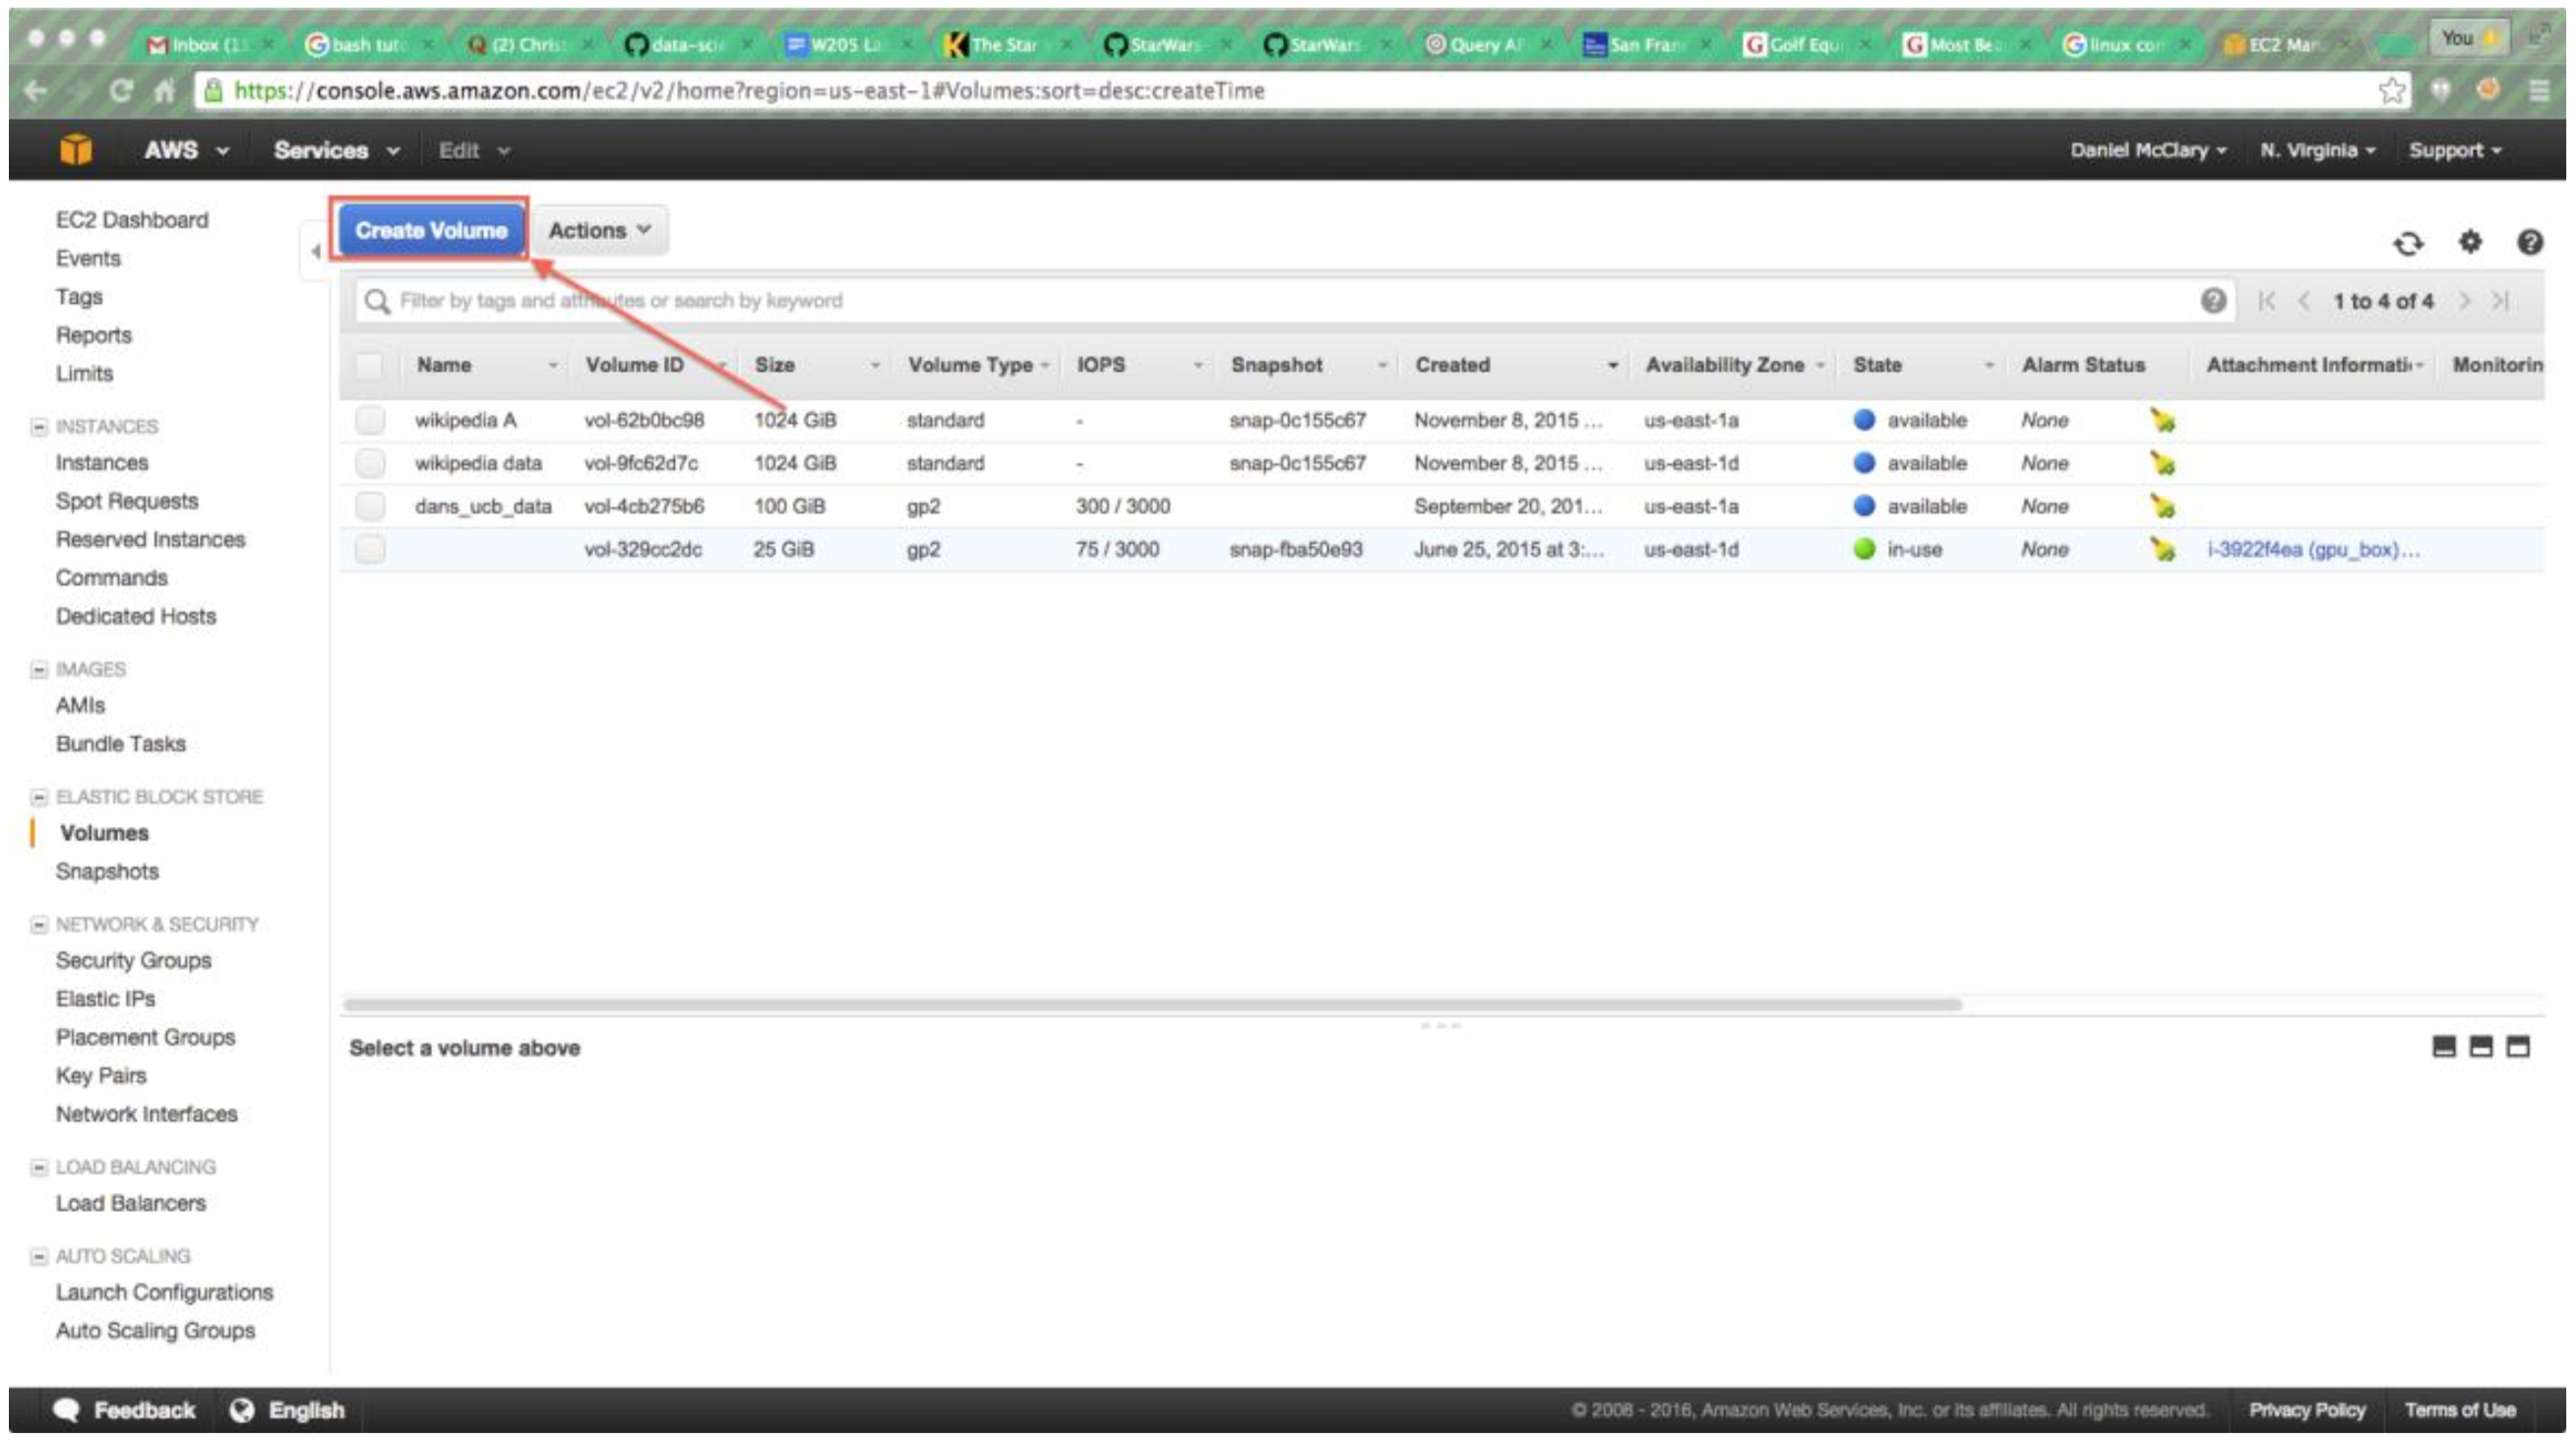 Inbox (1
bash tut
(2) Chris
data-scie
W205 La
The Star
StarWars-
StarWars
Query AP
San Fran
Golf Equi
Most Bea
linux com
EC2 Man
You
https://console.aws.amazon.com/ec2/v2/home?region=us-east-1#Volumes:sort=desc:createTime
AWS
Services
Edit
Daniel McClary
N. Virginia
Support
EC2 Dashboard
Events
Tags
Reports
Limits
INSTANCES
Instances
Spot Requests
Reserved Instances
Commands
Dedicated Hosts
IMAGES
AMIs
Bundle Tasks
ELASTIC BLOCK STORE
Volumes
Snapshots
NETWORK & SECURITY
Security Groups
Elastic IPs
Placement Groups
Key Pairs
Network Interfaces
LOAD BALANCING
Load Balancers
AUTO SCALING
Launch Configurations
Auto Scaling Groups
Create Volume
Actions
Filter by tags and attributes or search by keyword
1 to 4 of 4
Name Volume ID Size Volume Type IOPS Snapshot Created Availability Zone State Alarm Status Attachment Informati Monitorin
wikipedia A vol-62b0bc98 1024 GiB standard - snap-0c155c67 November 8, 2015 ... us-east-1a available None
wikipedia data vol-9fc62d7c 1024 GiB standard - snap-0c155c67 November 8, 2015 ... us-east-1d available None
dans_ucb_data vol-4cb275b6 100 GiB gp2 300 / 3000 September 20, 201... us-east-1a available None
vol-329cc2dc 25 GiB gp2 75 / 3000 snap-fba50e93 June 25, 2015 at 3:... us-east-1d in-use None i-3922f4ea (gpu_box)...
Select a volume above
Feedback
English
© 2008 - 2016, Amazon Web Services, Inc. or its affiliates. All rights reserved.
Privacy Policy
Terms of Use